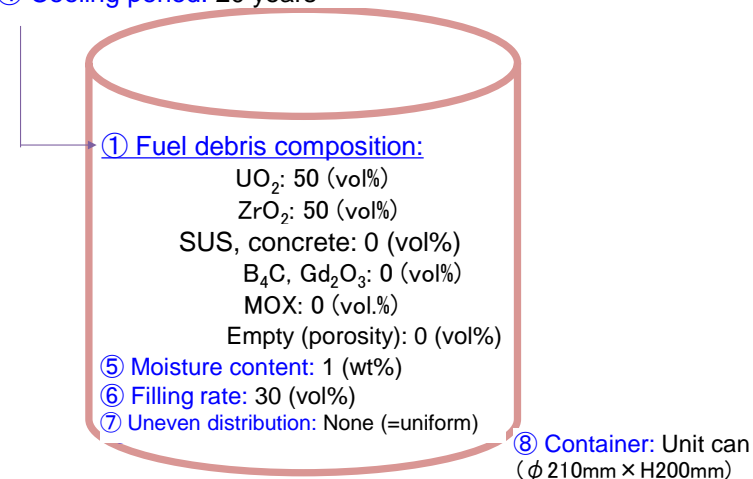 Cooling period: 20 years
① Fuel debris composition:
UO₂: 50 (vol%)
ZrO₂: 50 (vol%)
SUS, concrete: 0 (vol%)
B₄C, Gd₂O₃: 0 (vol%)
MOX: 0 (vol.%)
Empty (porosity): 0 (vol%)
⑤ Moisture content: 1 (wt%)
⑥ Filling rate: 30 (vol%)
⑦ Uneven distribution: None (=uniform)
⑧ Container: Unit can
(φ210mm×H200mm)